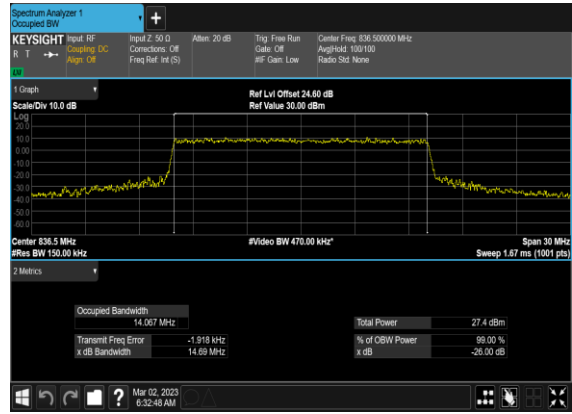 Spectrum Analyzer 1
Occupied BW
+
KEYSIGHT Input: RF Input Z: 50 Ω Atten: 20 dB Trig: Free Run Center Freq: 836.500000 MHz
R T Coupling: DC Corrections: Off Gate: Off Avg|Hold: 100/100
Align: Off Freq Ref: Int (S) #IF Gain: Low Radio Std: None
1 Graph
Ref Lvl Offset 24.60 dB
Scale/Div 10.0 dB Ref Value 30.00 dBm
Log
20.0
10.0
0.00
-10.0
-20.0
-30.0
-40.0
-50.0
-60.0
Center 836.5 MHz #Video BW 470.00 kHz* Span 30 MHz
#Res BW 150.00 kHz Sweep 1.67 ms (1001 pts)
2 Metrics
Occupied Bandwidth
14.067 MHz Total Power 27.4 dBm
Transmit Freq Error -1.918 kHz % of OBW Power 99.00 %
x dB Bandwidth 14.69 MHz x dB -26.00 dB
? Mar 02, 2023
6:32:48 AM